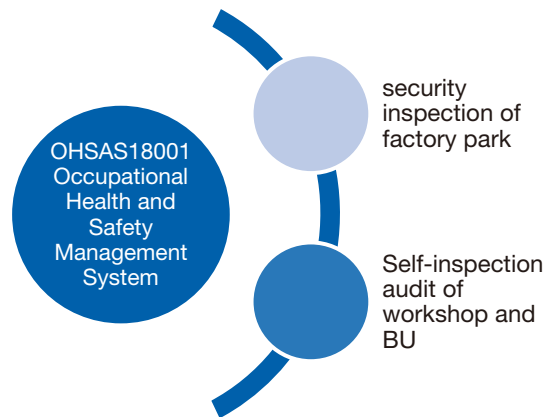 OHSAS18001
Occupational
Health and
Safety
Management
System
security
inspection of
factory park
Self-inspection
audit of
workshop and
BU